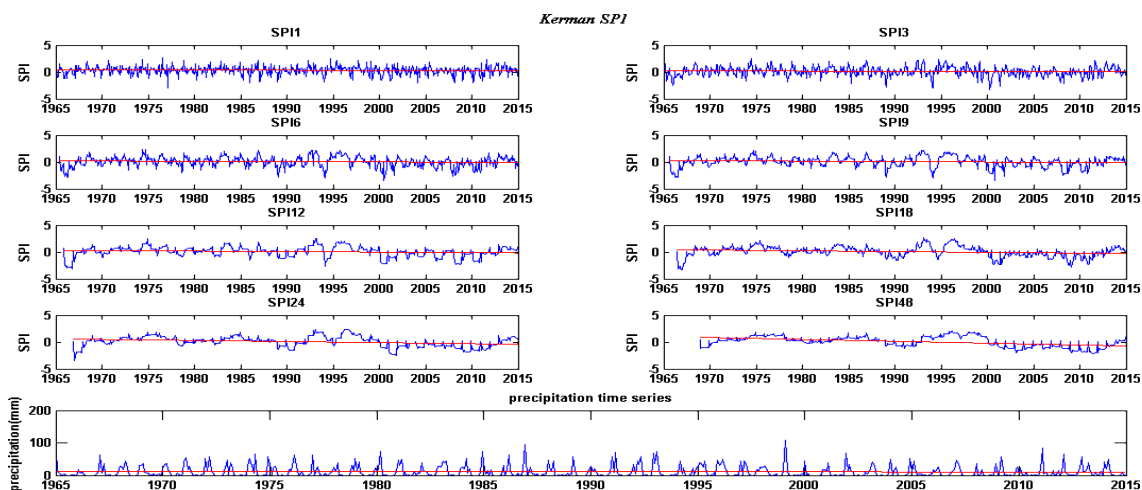 Kerman SPI
SPI1 SPI3
SPI 5 0 -5 SPI 5 0 -5
1965 1970 1975 1980 1985 1990 1995 2000 2005 2010 2015 1965 1970 1975 1980 1985 1990 1995 2000 2005 2010 2015
SPI6 SPI9
SPI 5 0 -5 SPI 5 0 -5
1965 1970 1975 1980 1985 1990 1995 2000 2005 2010 2015 1965 1970 1975 1980 1985 1990 1995 2000 2005 2010 2015
SPI12 SPI18
SPI 5 0 -5 SPI 5 0 -5
1965 1970 1975 1980 1985 1990 1995 2000 2005 2010 2015 1965 1970 1975 1980 1985 1990 1995 2000 2005 2010 2015
SPI24 SPI48
SPI 5 0 -5 SPI 5 0 -5
1965 1970 1975 1980 1985 1990 1995 2000 2005 2010 2015 1965 1970 1975 1980 1985 1990 1995 2000 2005 2010 2015
precipitation time series
precipitation(mm) 200 100 0
1965 1970 1975 1980 1985 1990 1995 2000 2005 2010 2015